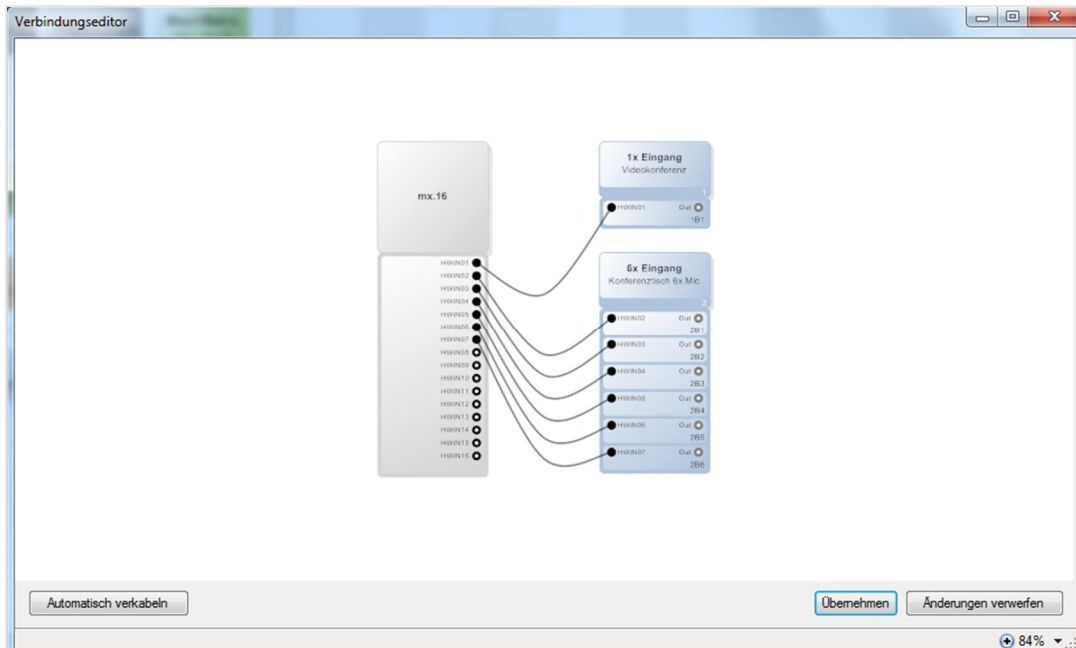 Verbindungseditor
mx.16
HWIN01
HWIN02
HWIN03
HWIN04
HWIN05
HWIN06
HWIN07
HWIN08
HWIN09
HWIN10
HWIN11
HWIN12
HWIN13
HWIN14
HWIN15
HWIN16
1x Eingang
Videokonferenz
1
HWIN01 Out
1B1
6x Eingang
Konferenztisch 6x Mic
2
HWIN02 Out
2B1
HWIN03 Out
2B2
HWIN04 Out
2B3
HWIN05 Out
2B4
HWIN06 Out
2B5
HWIN07 Out
2B6
Automatisch verkabeln
Übernehmen
Änderungen verwerfen
84%